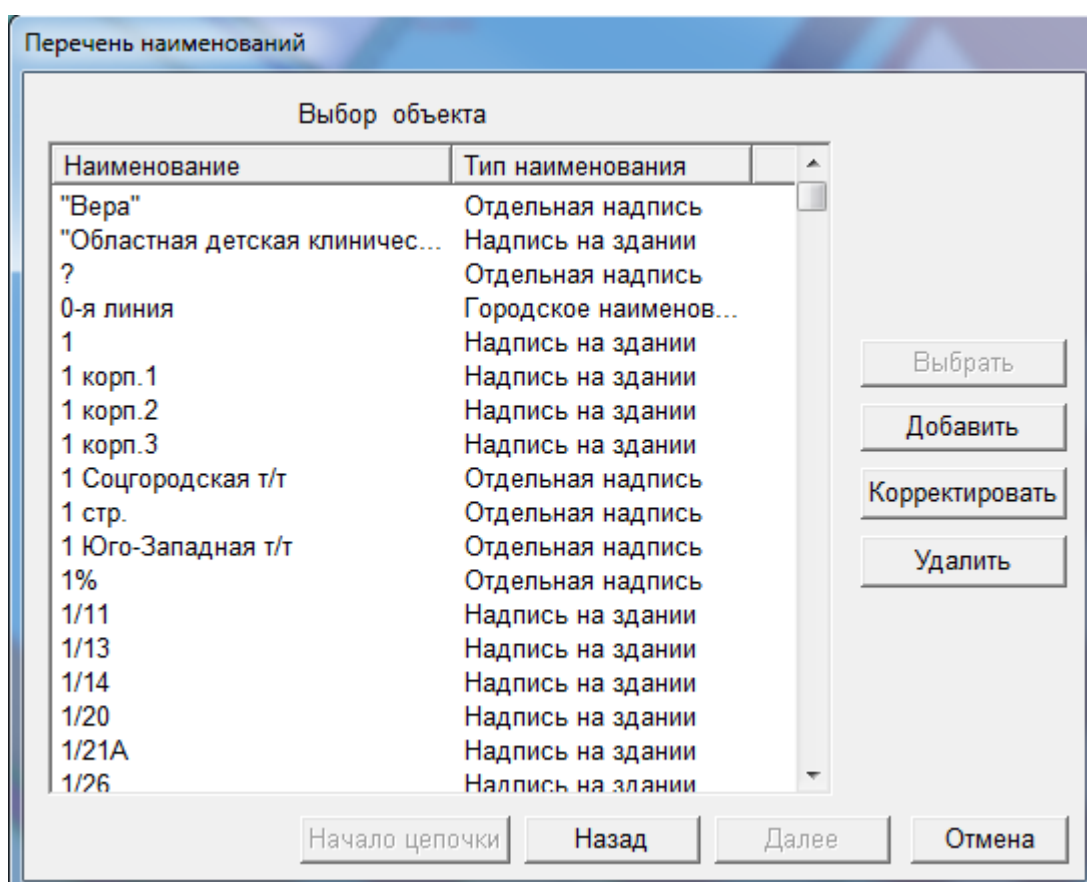 Перечень наименований
Выбор объекта
Наименование Тип наименования
"Вера" Отдельная надпись
"Областная детская клиничес... Надпись на здании
? Отдельная надпись
0-я линия Городское наименов...
1 Надпись на здании
1 корп.1 Надпись на здании
1 корп.2 Надпись на здании
1 корп.3 Надпись на здании
1 Соцгородская т/т Отдельная надпись
1 стр. Отдельная надпись
1 Юго-Западная т/т Отдельная надпись
1% Отдельная надпись
1/11 Надпись на здании
1/13 Надпись на здании
1/14 Надпись на здании
1/20 Надпись на здании
1/21А Надпись на здании
1/26 Надпись на здании
Выбрать
Добавить
Корректировать
Удалить
Начало цепочки Назад Далее Отмена